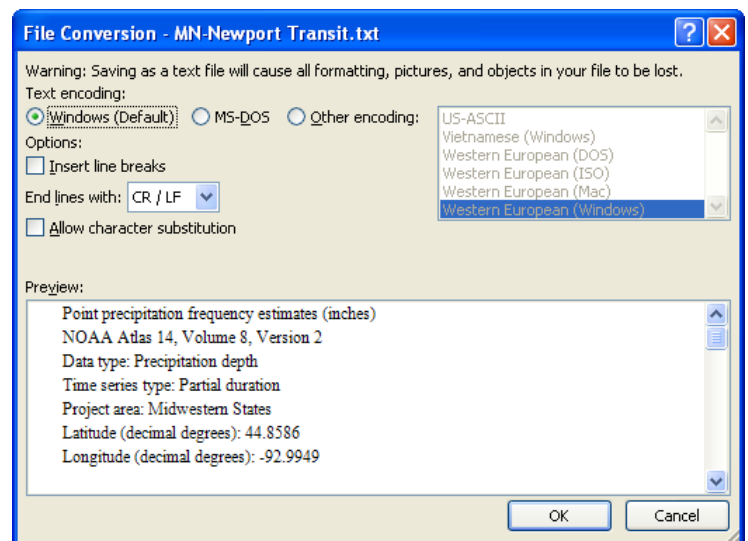 File Conversion - MN-Newport Transit.txt
Warning: Saving as a text file will cause all formatting, pictures, and objects in your file to be lost.
Text encoding:
Windows (Default) MS-DOS Other encoding:
US-ASCII
Vietnamese (Windows)
Western European (DOS)
Western European (ISO)
Western European (Mac)
Western European (Windows)
Options:
Insert line breaks
End lines with: CR / LF
Allow character substitution
Preview:
Point precipitation frequency estimates (inches)
NOAA Atlas 14, Volume 8, Version 2
Data type: Precipitation depth
Time series type: Partial duration
Project area: Midwestern States
Latitude (decimal degrees): 44.8586
Longitude (decimal degrees): -92.9949
OK Cancel